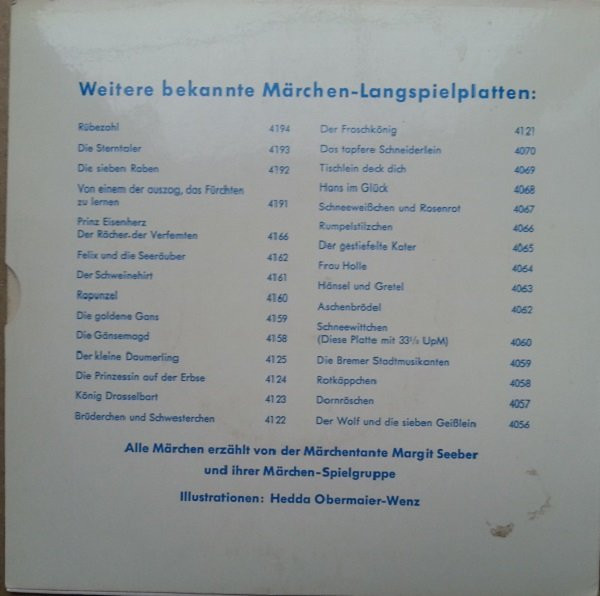 Weitere bekannte Märchen-Langspielplatten:
Rübezahl 4194
Die Sterntaler 4193
Die sieben Raben 4192
Von einem der auszog, das Fürchten
zu lernen 4191
Prinz Eisenherz
Der Rächer der Verfemten 4166
Felix und die Seeräuber 4162
Der Schweinehirt 4161
Rapunzel 4160
Die goldene Gans 4159
Die Gänsemagd 4158
Der kleine Daumerling 4125
Die Prinzessin auf der Erbse 4124
König Drosselbart 4123
Brüderchen und Schwesterchen 4122
Der Froschkönig 4121
Das tapfere Schneiderlein 4070
Tischlein deck dich 4069
Hans im Glück 4068
Schneeweißchen und Rosenrot 4067
Rumpelstilzchen 4066
Der gestiefelte Kater 4065
Frau Holle 4064
Hänsel und Gretel 4063
Aschenbrödel 4062
Schneewittchen
(Diese Platte mit 33⅓ UpM) 4060
Die Bremer Stadtmusikanten 4059
Rotkäppchen 4058
Dornröschen 4057
Der Wolf und die sieben Geißlein 4056
Alle Märchen erzählt von der Märchentante Margit Seeber
und ihrer Märchen-Spielgruppe
Illustrationen: Hedda Obermaier-Wenz